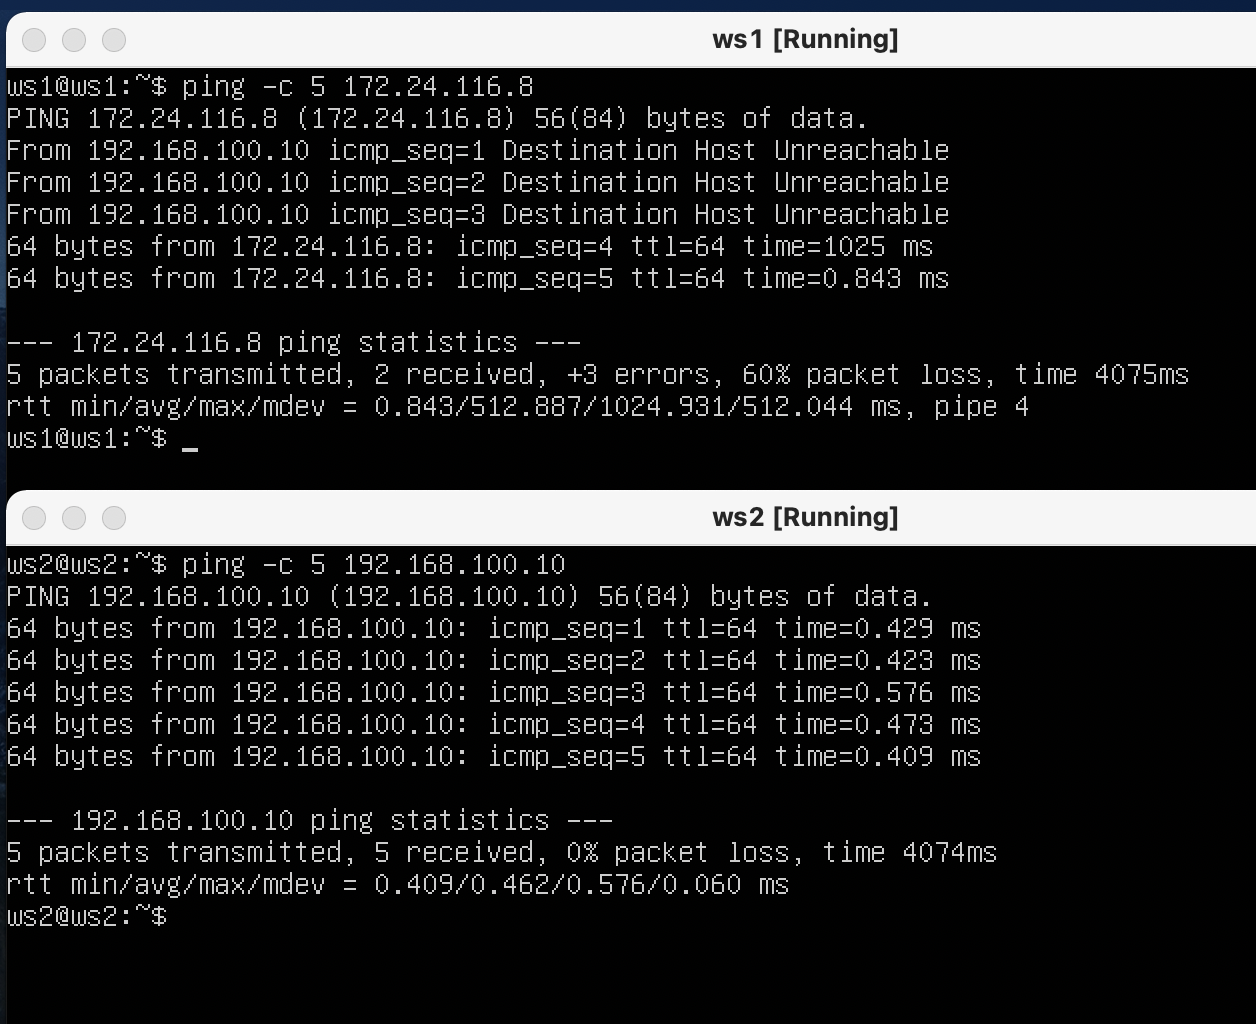 ws1 [Running]
ws1@ws1:~$ ping -c 5 172.24.116.8
PING 172.24.116.8 (172.24.116.8) 56(84) bytes of data.
From 192.168.100.10 icmp_seq=1 Destination Host Unreachable
From 192.168.100.10 icmp_seq=2 Destination Host Unreachable
From 192.168.100.10 icmp_seq=3 Destination Host Unreachable
64 bytes from 172.24.116.8: icmp_seq=4 ttl=64 time=1025 ms
64 bytes from 172.24.116.8: icmp_seq=5 ttl=64 time=0.843 ms
--- 172.24.116.8 ping statistics ---
5 packets transmitted, 2 received, +3 errors, 60% packet loss, time 4075ms
rtt min/avg/max/mdev = 0.843/512.887/1024.931/512.044 ms, pipe 4
ws1@ws1:~$ _
ws2 [Running]
ws2@ws2:~$ ping -c 5 192.168.100.10
PING 192.168.100.10 (192.168.100.10) 56(84) bytes of data.
64 bytes from 192.168.100.10: icmp_seq=1 ttl=64 time=0.429 ms
64 bytes from 192.168.100.10: icmp_seq=2 ttl=64 time=0.423 ms
64 bytes from 192.168.100.10: icmp_seq=3 ttl=64 time=0.576 ms
64 bytes from 192.168.100.10: icmp_seq=4 ttl=64 time=0.473 ms
64 bytes from 192.168.100.10: icmp_seq=5 ttl=64 time=0.409 ms
--- 192.168.100.10 ping statistics ---
5 packets transmitted, 5 received, 0% packet loss, time 4074ms
rtt min/avg/max/mdev = 0.409/0.462/0.576/0.060 ms
ws2@ws2:~$